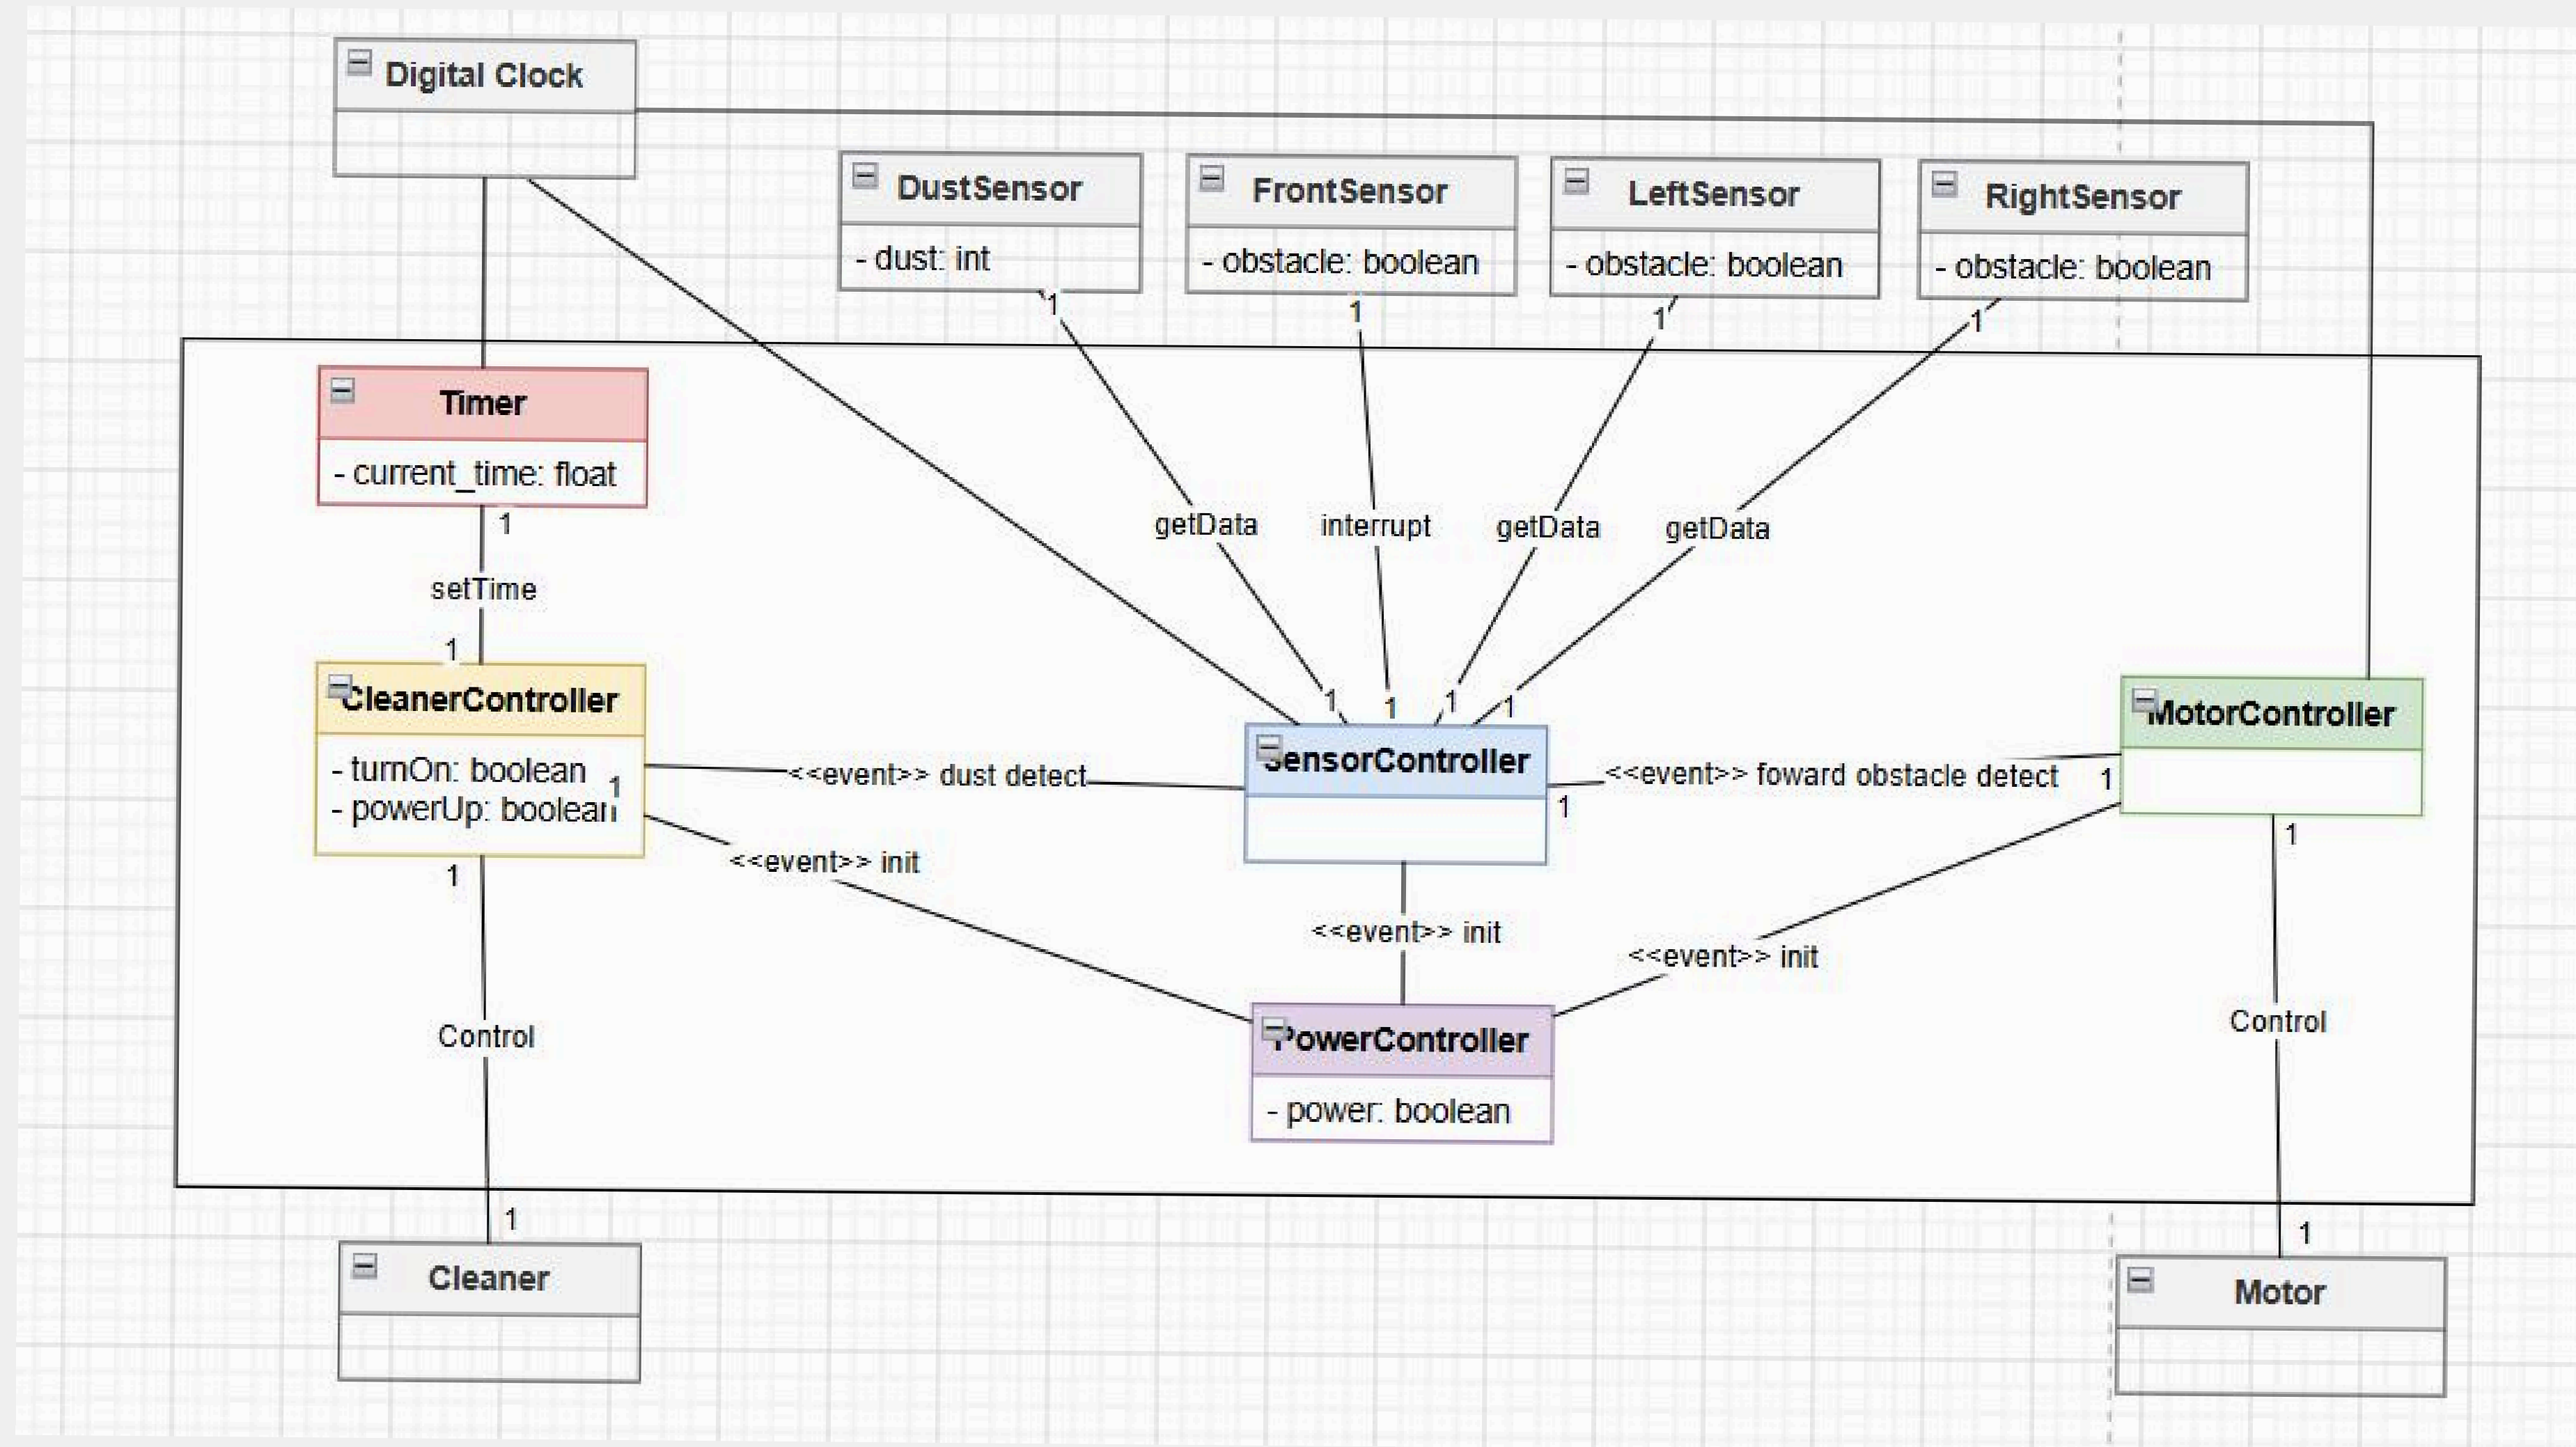 Digital Clock
DustSensor
- dust: int
FrontSensor
- obstacle: boolean
LeftSensor
- obstacle: boolean
RightSensor
- obstacle: boolean
1
1
1
1
Timer
- current_time: float
1
setTime
1
getData
interrupt
getData
getData
1
1
1
1
CleanerController
- turnOn: boolean
- powerUp: boolean
1
<<event>> dust detect
SensorController
1
<<event>> foward obstacle detect
1
MotorController
1
<<event>> init
1
<<event>> init
<<event>> init
PowerController
- power: boolean
Control
Control
1
1
Cleaner
Motor